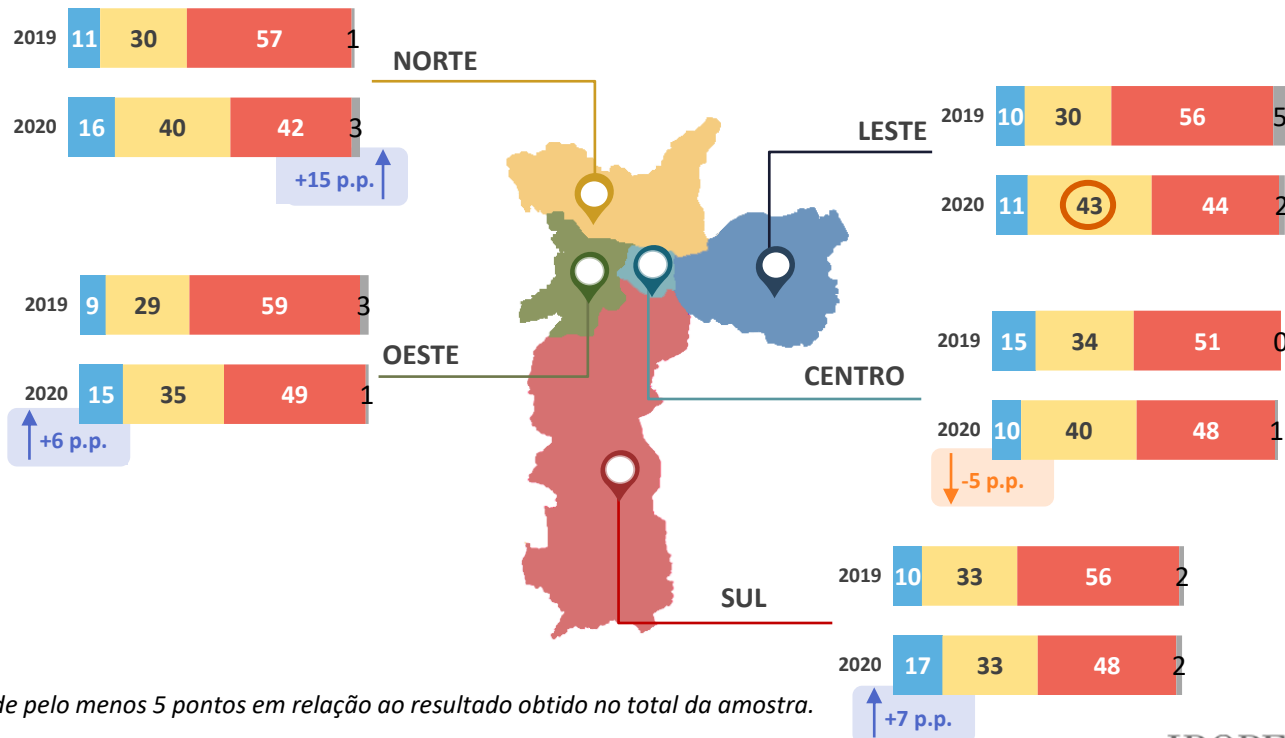 2019 11 30 57 1
NORTE
2020 16 40 42 3
+15 p.p.
LESTE
2019 10 30 56 5
2020 11 43 44 2
2019 9 29 59 3
OESTE
2020 15 35 49 1
+6 p.p.
2019 15 34 51 0
CENTRO
2020 10 40 48 1
-5 p.p.
2019 10 33 56 2
SUL
2020 17 33 48 2
+7 p.p.
de pelo menos 5 pontos em relação ao resultado obtido no total da amostra.